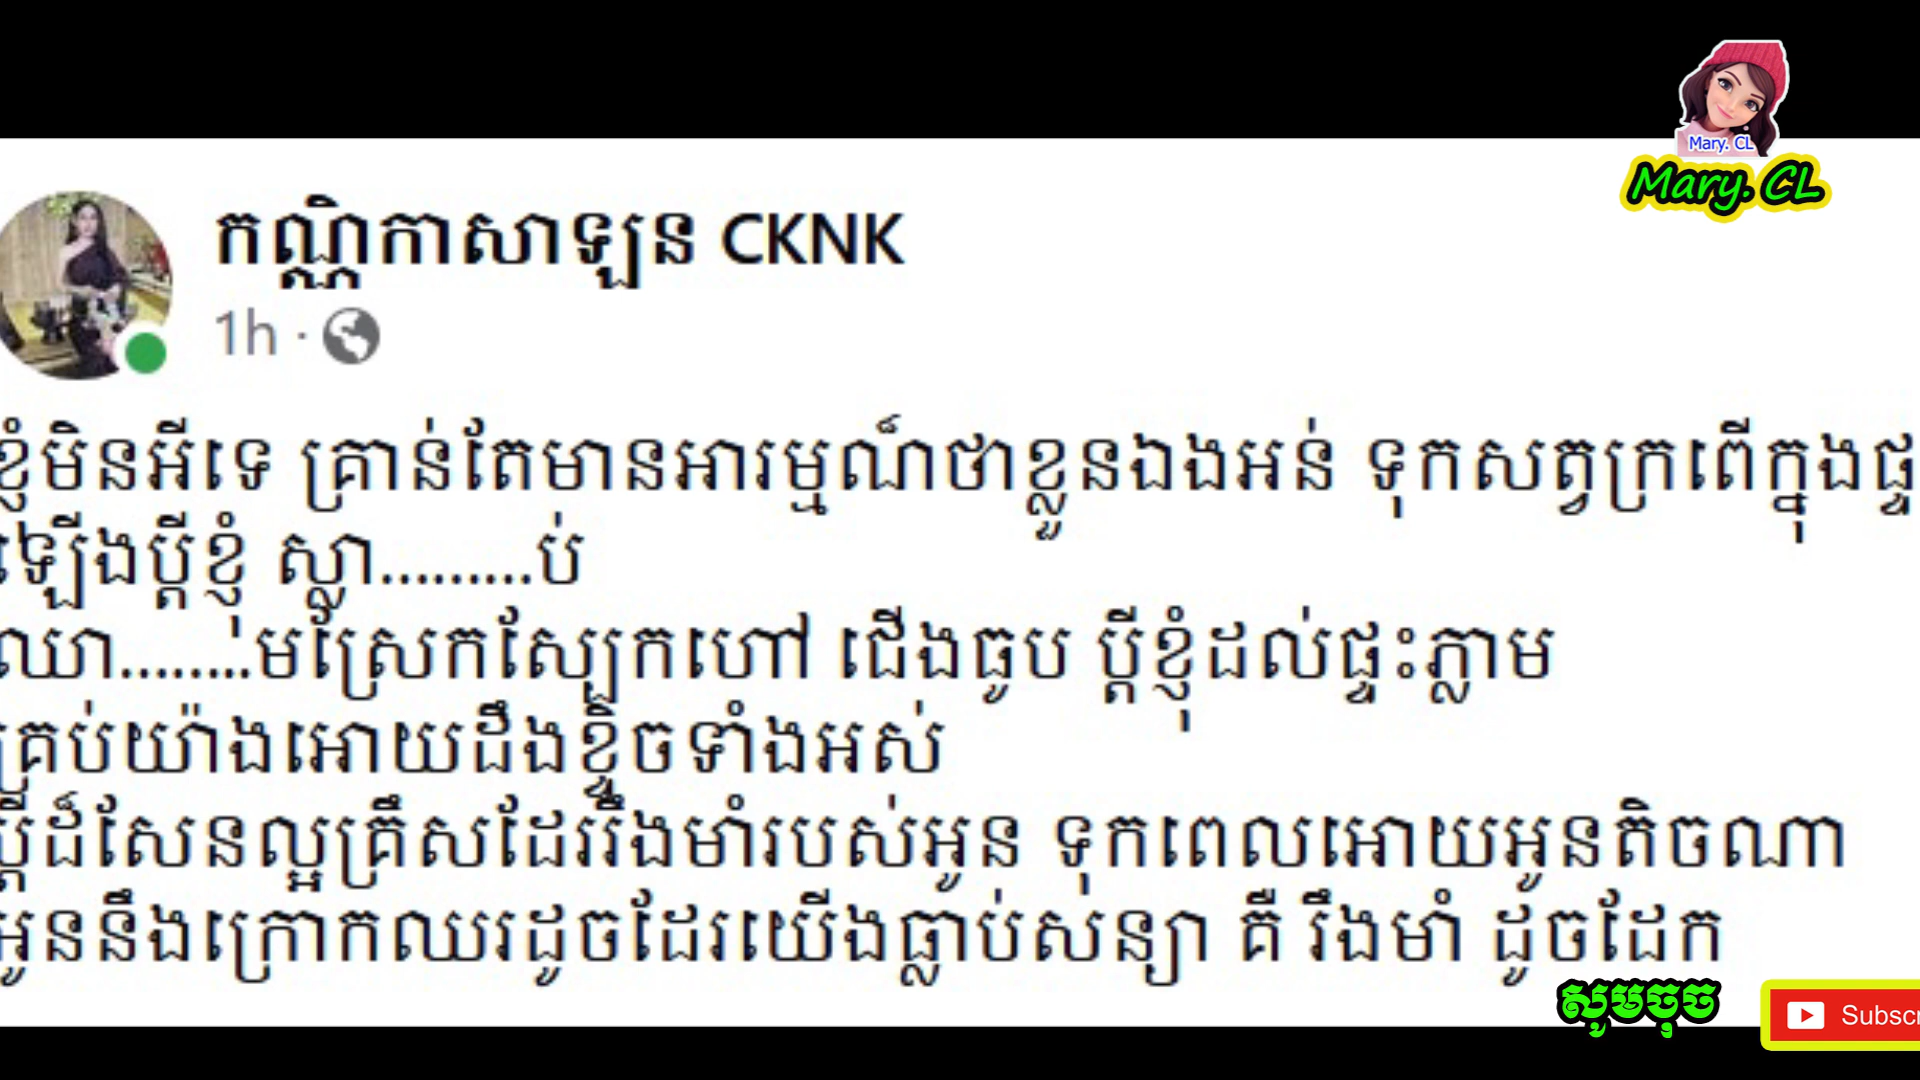 Mary. CL
Mary. CL
កណ្ណិកាសាឡន CKNK
1h ·
ខ្ញុំមិនអីទេ គ្រាន់តែមានអារម្មណ៍ថាខ្លួនឯងអន់ ទុកសត្វក្រពើក្នុងផ្ទ
ឡើងប្ដីខ្ញុំ ស្លា.........ប់
ឈា........មស្រែកស្បែកហៅ ជើងធូប ប្ដីខ្ញុំដល់ផ្ទះភ្លាម
គ្រប់យ៉ាងអោយដឹងខ្ទិចទាំងអស់
ប្ដីដ៏សែនល្អគ្រីសដែររឹងមាំរបស់អូន ទុកពេលអោយអូនតិចណា
អូននឹងក្រោកឈរដូចដែរយើងធ្លាប់សន្យា គឺ រឹងមាំ ដូចដែក
សូមចុច
Subscr